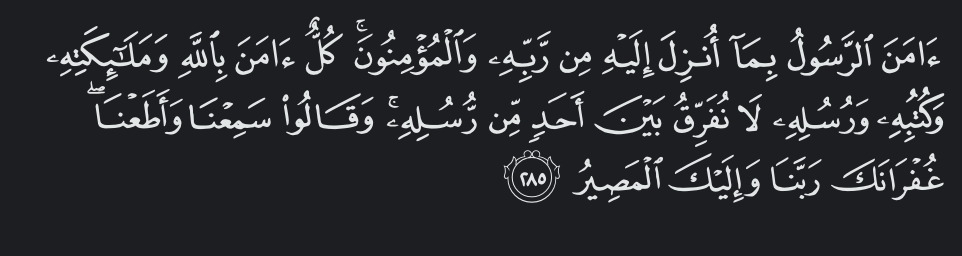 ءَامَنَ ٱلرَّسُولُ بِمَآ أُنزِلَ إِلَيْهِ مِن رَّبِّهِۦ وَٱلْمُؤْمِنُونَ ۚ كُلٌّ ءَامَنَ بِٱللَّهِ وَمَلَـٰٓئِكَتِهِۦ
وَكُتُبِهِۦ وَرُسُلِهِۦ لَا نُفَرِّقُ بَيْنَ أَحَدٍ مِّن رُّسُلِهِۦ ۚ وَقَالُوا۟ سَمِعْنَا وَأَطَعْنَا ۖ
غُفْرَانَكَ رَبَّنَا وَإِلَيْكَ ٱلْمَصِيرُ ٢٨٥